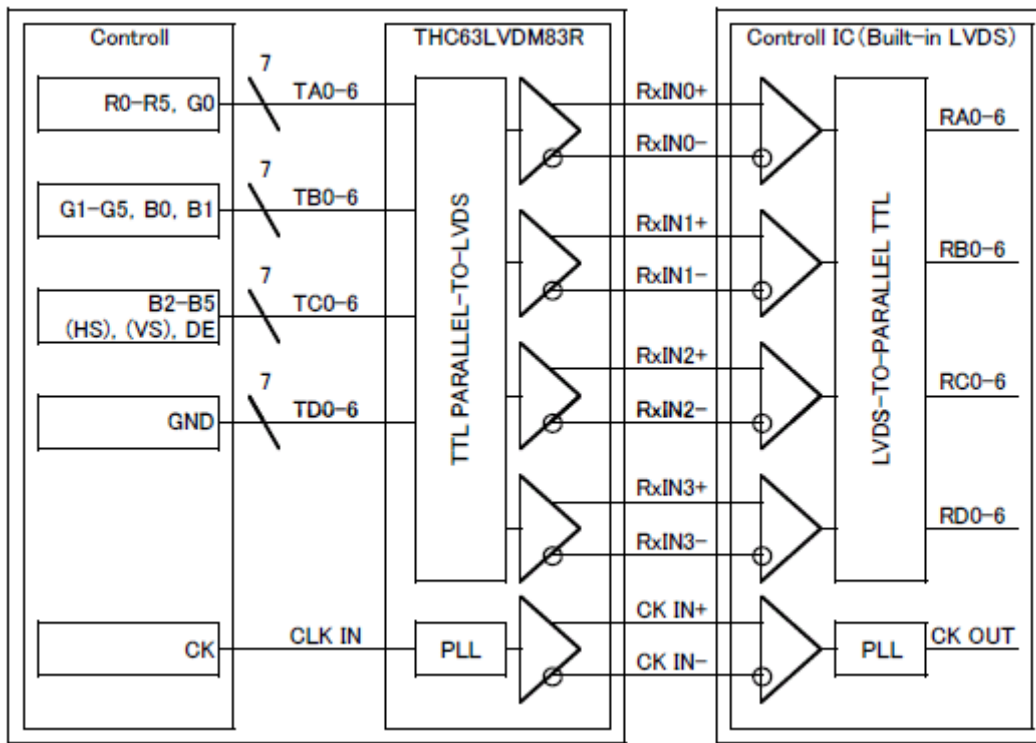 Controll
THC63LVDM83R
Controll IC(Built-in LVDS)
R0-R5, G0
7
TA0-6
RxIN0+
RxIN0-
RA0-6
G1-G5, B0, B1
7
TB0-6
RxIN1+
RxIN1-
RB0-6
B2-B5
(HS), (VS), DE
7
TC0-6
RxIN2+
RxIN2-
RC0-6
GND
7
TD0-6
RxIN3+
RxIN3-
RD0-6
TTL PARALLEL-TO-LVDS
LVDS-TO-PARALLEL TTL
CK
CLK IN
PLL
CK IN+
CK IN-
PLL
CK OUT